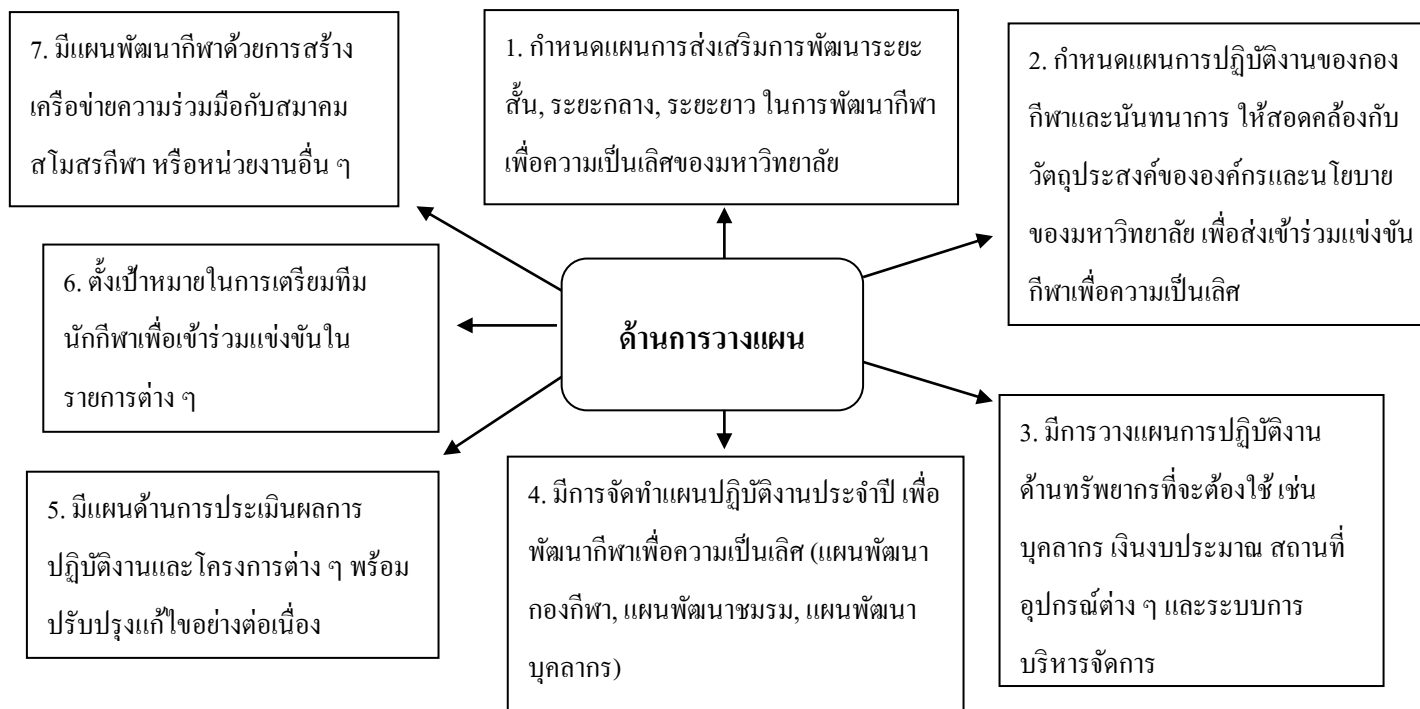 7. มีแผนพัฒนากีฬาด้วยการสร้าง
เครือข่ายความร่วมมือกับสมาคม
สโมสรกีฬา หรือหน่วยงานอื่น ๆ
1. กำหนดแผนการส่งเสริมการพัฒนาระยะ
สั้น, ระยะกลาง, ระยะยาว ในการพัฒนากีฬา
เพื่อความเป็นเลิศของมหาวิทยาลัย
2. กำหนดแผนการปฏิบัติงานของกอง
กีฬาและนันทนาการ ให้สอดคล้องกับ
วัตถุประสงค์ขององค์กรและนโยบาย
ของมหาวิทยาลัย เพื่อส่งเข้าร่วมแข่งขัน
กีฬาเพื่อความเป็นเลิศ
6. ตั้งเป้าหมายในการเตรียมทีม
นักกีฬาเพื่อเข้าร่วมแข่งขันใน
รายการต่าง ๆ
ด้านการวางแผน
3. มีการวางแผนการปฏิบัติงาน
ด้านทรัพยากรที่จะต้องใช้ เช่น
บุคลากร เงินงบประมาณ สถานที่
อุปกรณ์ต่าง ๆ และระบบการ
บริหารจัดการ
5. มีแผนด้านการประเมินผลการ
ปฏิบัติงานและโครงการต่าง ๆ พร้อม
ปรับปรุงแก้ไขอย่างต่อเนื่อง
4. มีการจัดทำแผนปฏิบัติงานประจำปี เพื่อ
พัฒนากีฬาเพื่อความเป็นเลิศ (แผนพัฒนา
กองกีฬา, แผนพัฒนาชมรม, แผนพัฒนา
บุคลากร)